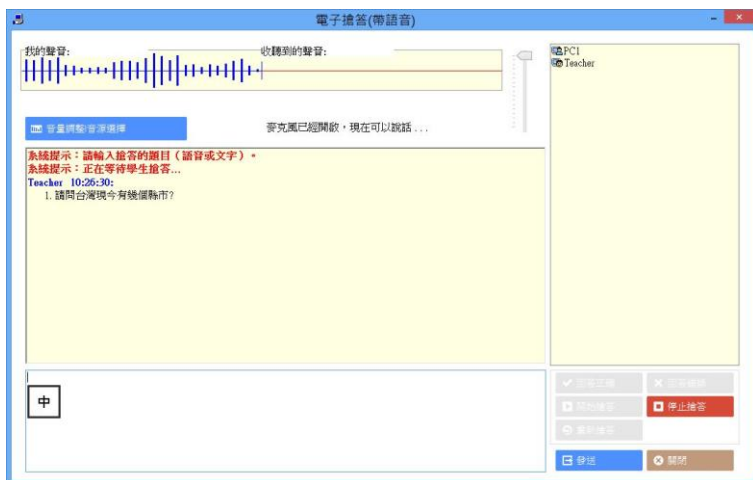 電子搶答(帶語音)
我的聲音:
收聽到的聲音:
音量調整/音源選擇
麥克風已經開啟，現在可以說話 . . .
系統提示：請輸入搶答的題目（語音或文字）。
系統提示：正在等待學生搶答...
Teacher 10:26:30:
1. 請問台灣現今有幾個縣市?
中
PC1
Teacher
回答正確
回答錯誤
開始搶答
停止搶答
重新搶答
發送
關閉